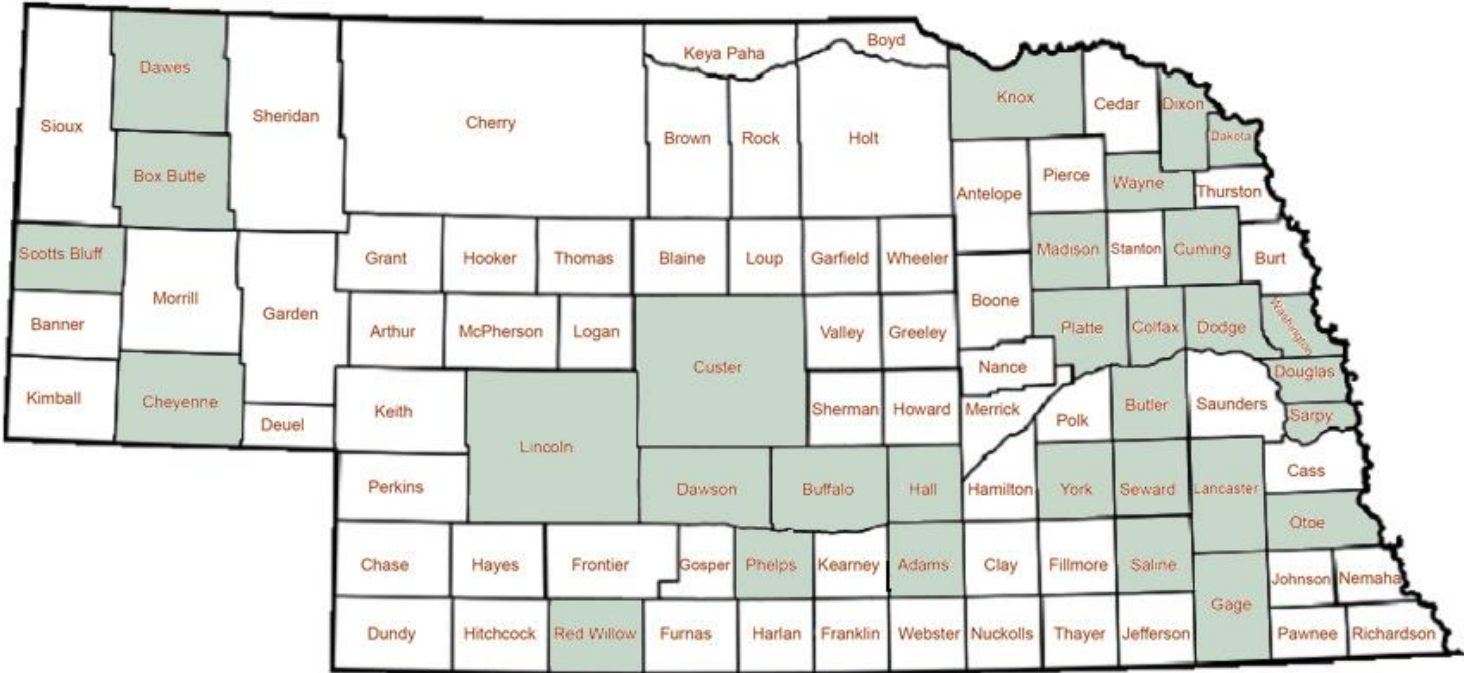 Keya Paha
Boyd
Dawes
Sioux
Sheridan
Cherry
Brown
Rock
Holt
Knox
Cedar
Dixon
Dakota
Box Butte
Antelope
Pierce
Wayne
Thurston
Scotts Bluff
Morrill
Garden
Grant
Hooker
Thomas
Blaine
Loup
Garfield
Wheeler
Madison
Stanton
Cuming
Burt
Banner
Arthur
McPherson
Logan
Custer
Valley
Greeley
Boone
Platte
Colfax
Dodge
Washington
Nance
Douglas
Kimball
Cheyenne
Deuel
Keith
Lincoln
Sherman
Howard
Merrick
Polk
Butler
Saunders
Sarpy
Perkins
Dawson
Buffalo
Hall
Hamilton
York
Seward
Lancaster
Cass
Otoe
Chase
Hayes
Frontier
Gosper
Phelps
Kearney
Adams
Clay
Fillmore
Saline
Gage
Johnson
Nemaha
Dundy
Hitchcock
Red Willow
Furnas
Harlan
Franklin
Webster
Nuckolls
Thayer
Jefferson
Pawnee
Richardson